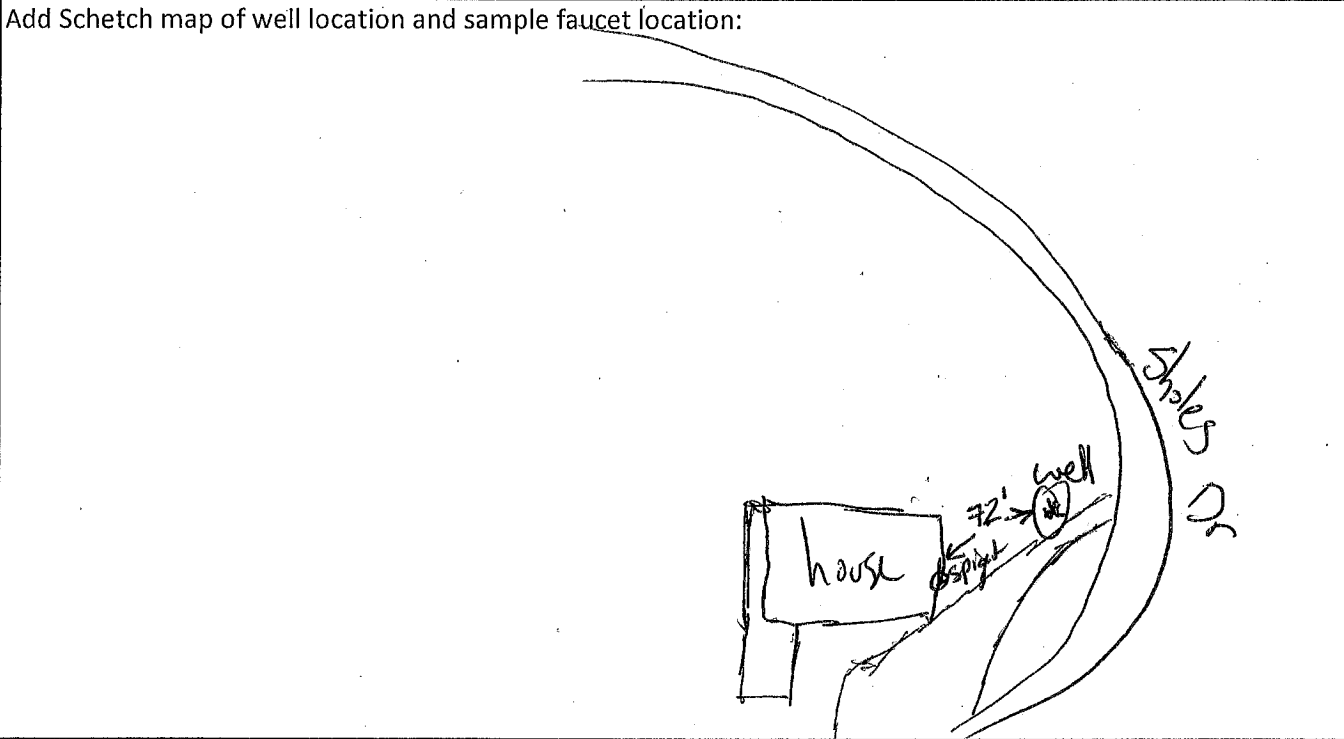 Add Schetch map of well location and sample faucet location:
Sholes Dr
well
72'
house
spigot